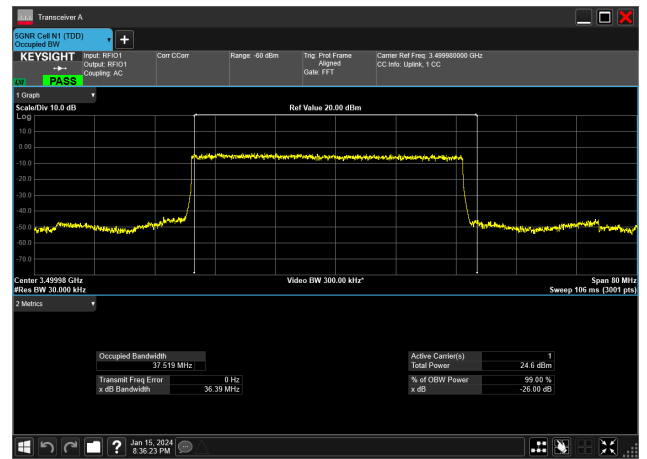 Transceiver A
5GNR Cell N1 (TDD)
Occupied BW
KEYSIGHT
LW
PASS
Input: RFIO1
Output: RFIO1
Coupling: AC
Corr CCorr
Range: -60 dBm
Trig: Prot Frame
Aligned
Gate: FFT
Carrier Ref Freq: 3.499980000 GHz
CC Info: Uplink, 1 CC
1 Graph
Scale/Div 10.0 dB
Ref Value 20.00 dBm
Log
10.0
0.00
-10.0
-20.0
-30.0
-40.0
-50.0
-60.0
-70.0
Center 3.49998 GHz
Video BW 300.00 kHz*
Span 80 MHz
#Res BW 30.000 kHz
Sweep 106 ms (3001 pts)
2 Metrics
Occupied Bandwidth
37.519 MHz
Transmit Freq Error 0 Hz
x dB Bandwidth 36.39 MHz
Active Carrier(s) 1
Total Power 24.6 dBm
% of OBW Power 99.00 %
x dB -26.00 dB
Jan 15, 2024
8:36:23 PM